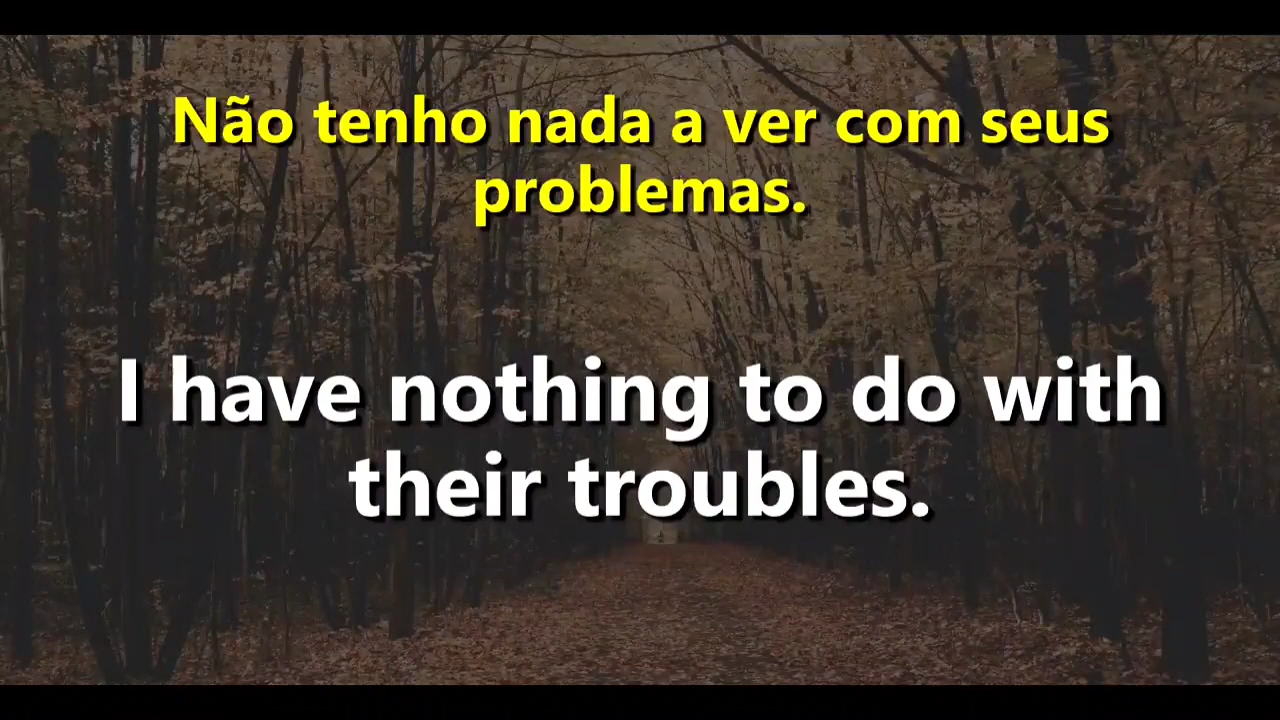 Não tenho nada a ver com seus
problemas.
I have nothing to do with
their troubles.